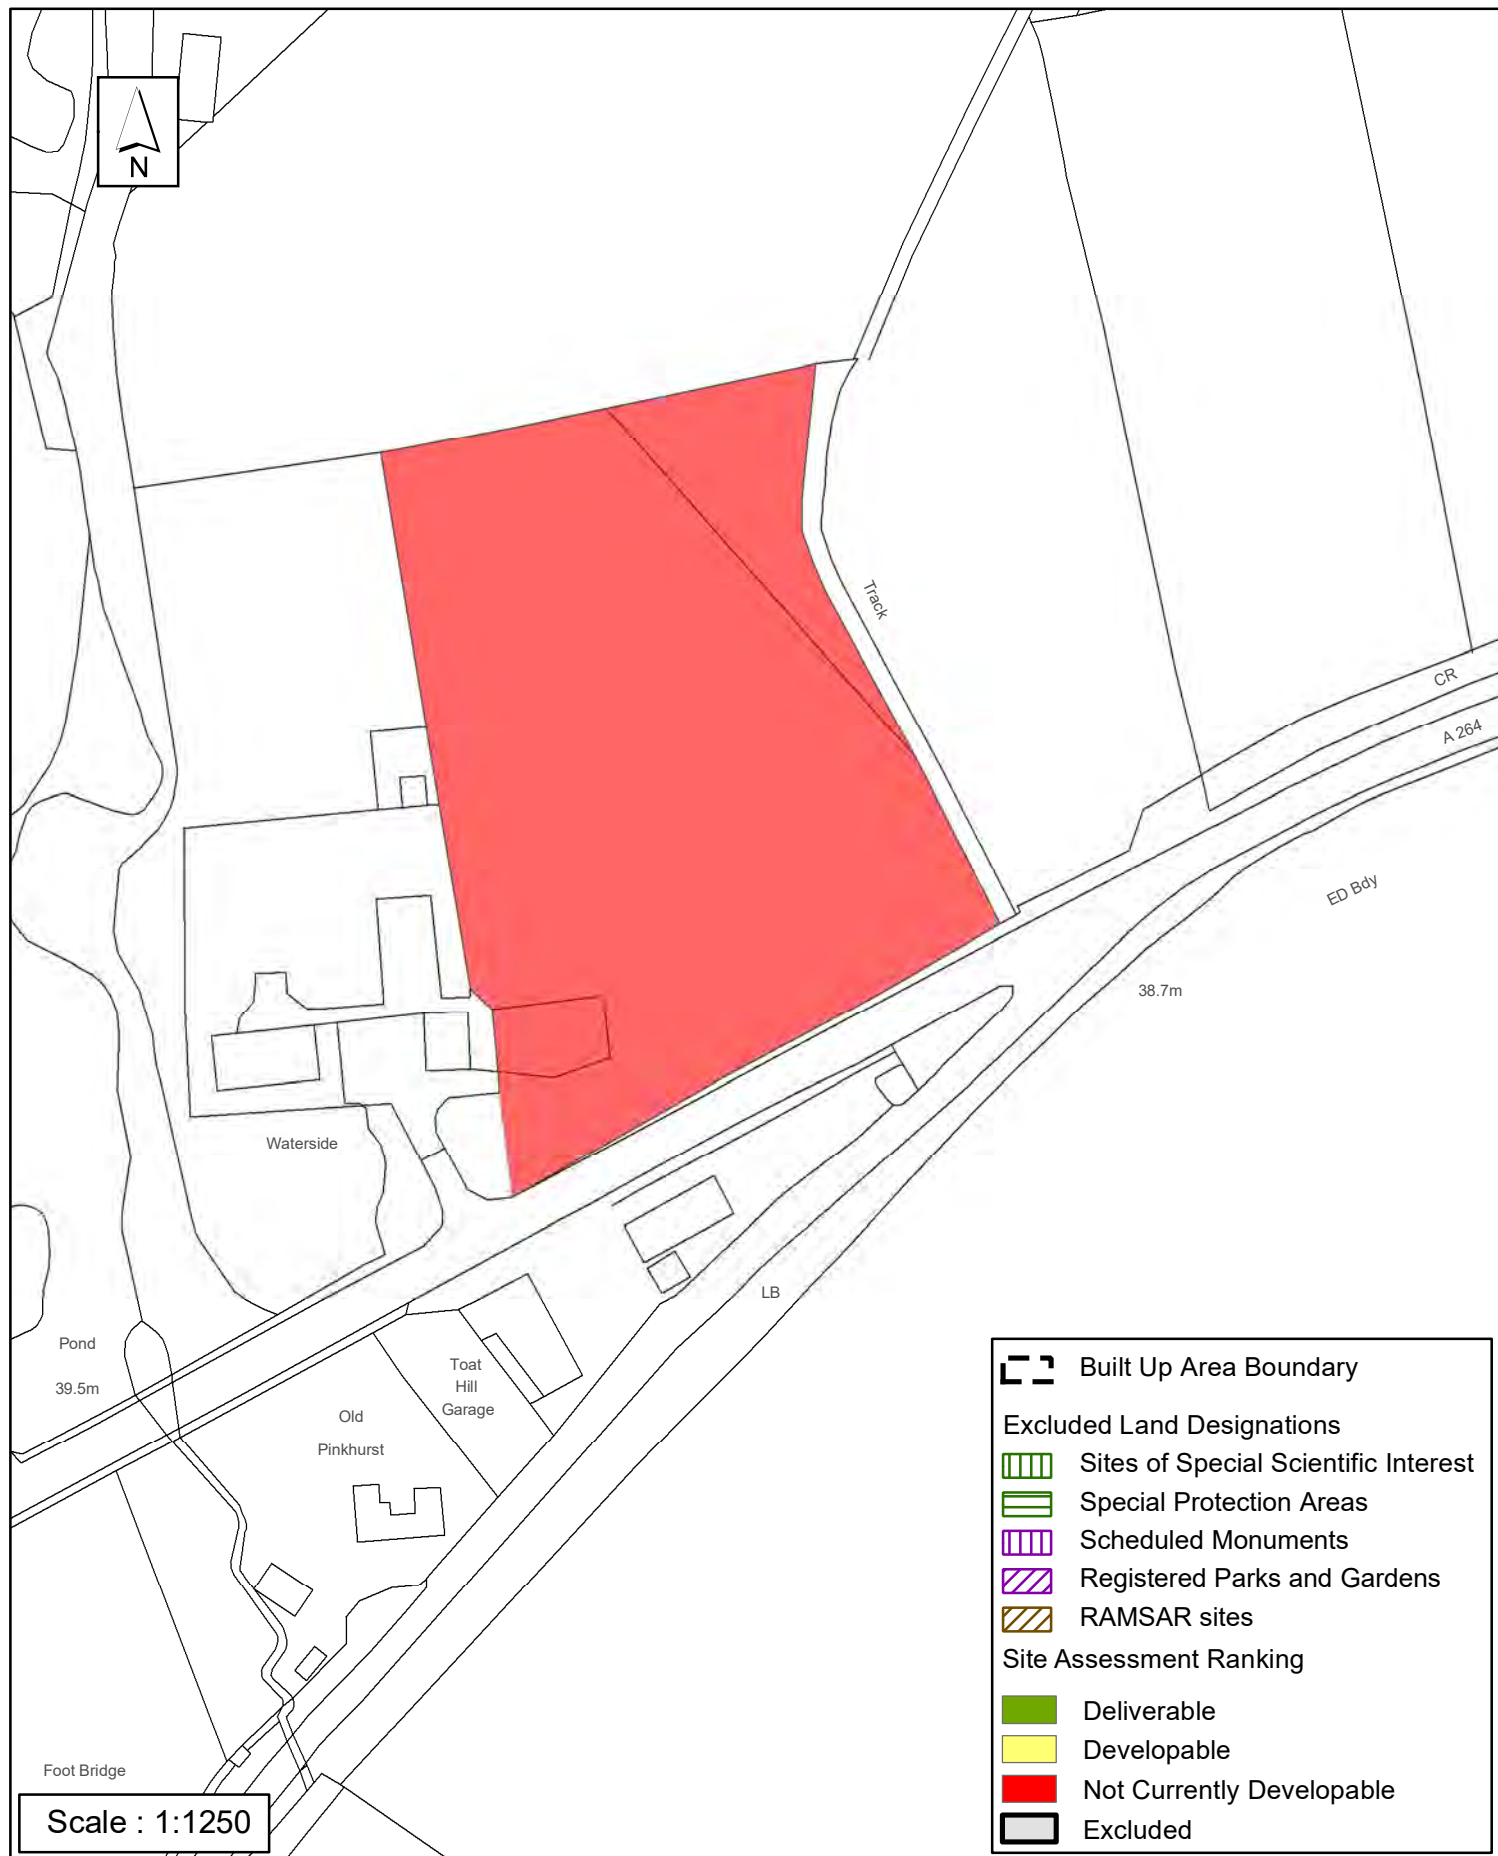 N
Track
CR
A 264
ED Bdy
38.7m
Waterside
LB
Pond
39.5m
Toat
Hill
Garage
Old
Pinkhurst
Foot Bridge
Scale : 1:1250
Built Up Area Boundary
Excluded Land Designations
Sites of Special Scientific Interest
Special Protection Areas
Scheduled Monuments
Registered Parks and Gardens
RAMSAR sites
Site Assessment Ranking
Deliverable
Developable
Not Currently Developable
Excluded